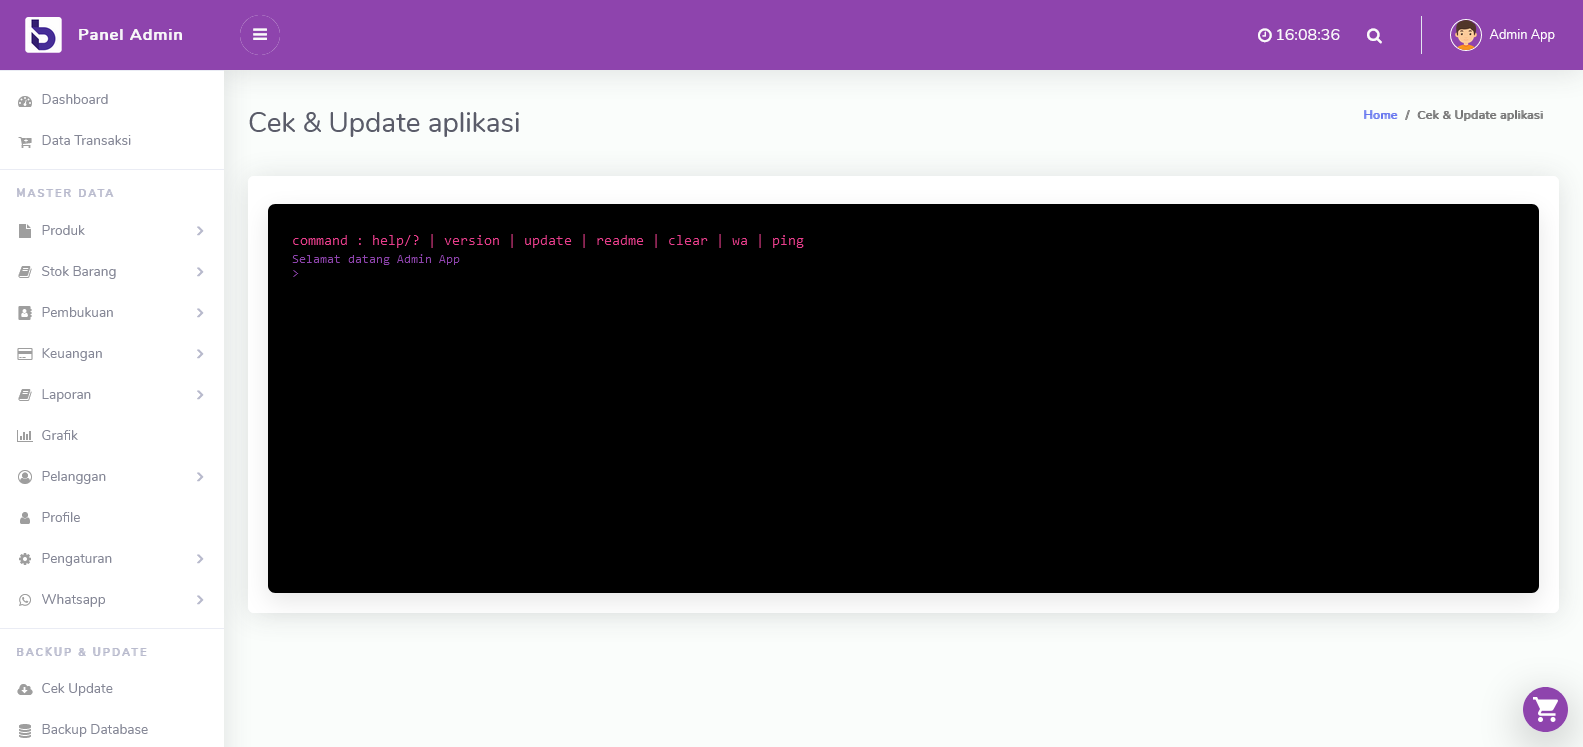 Panel Admin
16:08:36
Admin App
Dashboard
Data Transaksi
MASTER DATA
Produk
Stok Barang
Pembukuan
Keuangan
Laporan
Grafik
Pelanggan
Profile
Pengaturan
Whatsapp
BACKUP & UPDATE
Cek Update
Backup Database
Cek & Update aplikasi
Home / Cek & Update aplikasi
command : help/? | version | update | readme | clear | wa | ping
Selamat datang Admin App
>